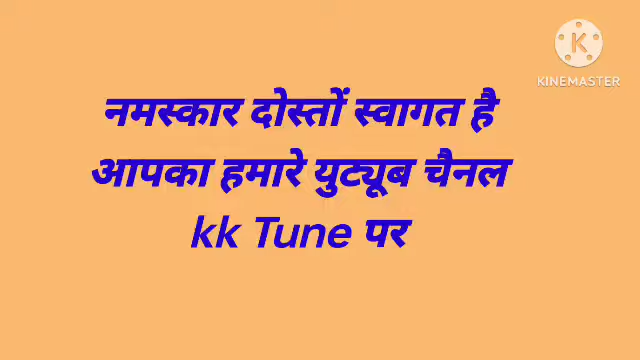 KINEMASTER
नमस्कार दोस्तों स्वागत है
आपका हमारे युट्यूब चैनल
kk Tune पर